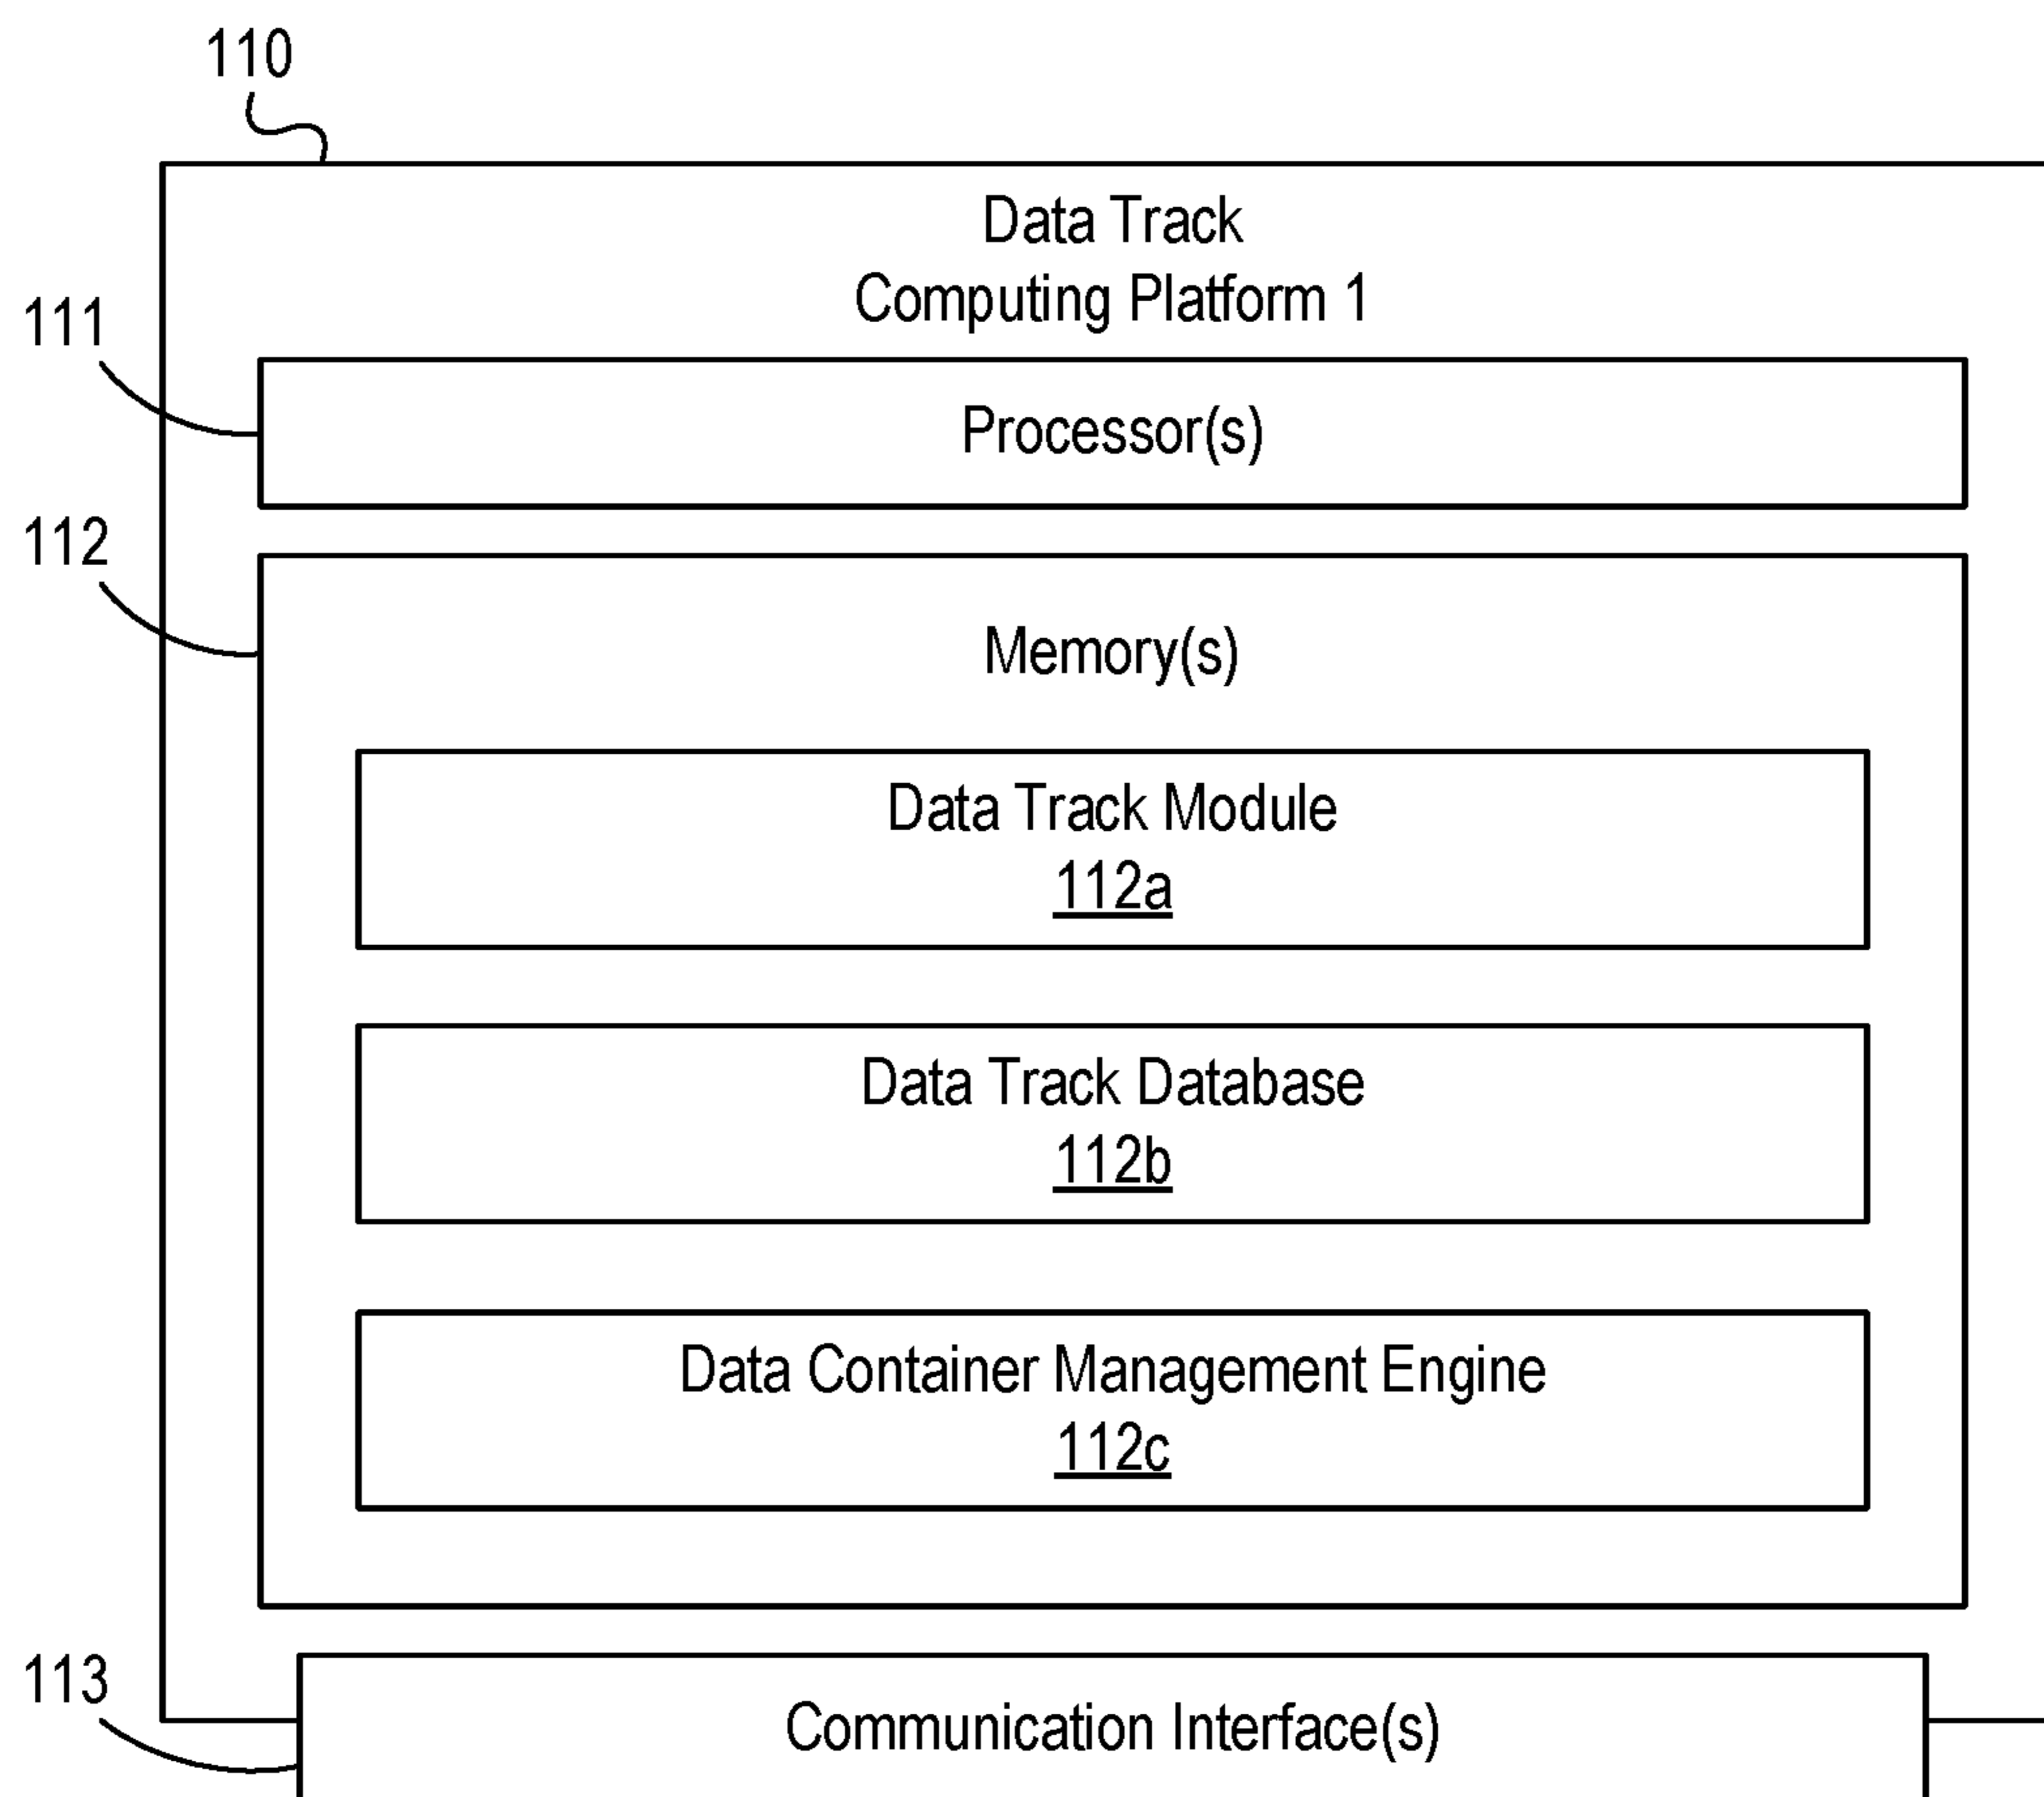 110
Data Track
Computing Platform 1
111
Processor(s)
112
Memory(s)
Data Track Module
112a
Data Track Database
112b
Data Container Management Engine
112c
113
Communication Interface(s)